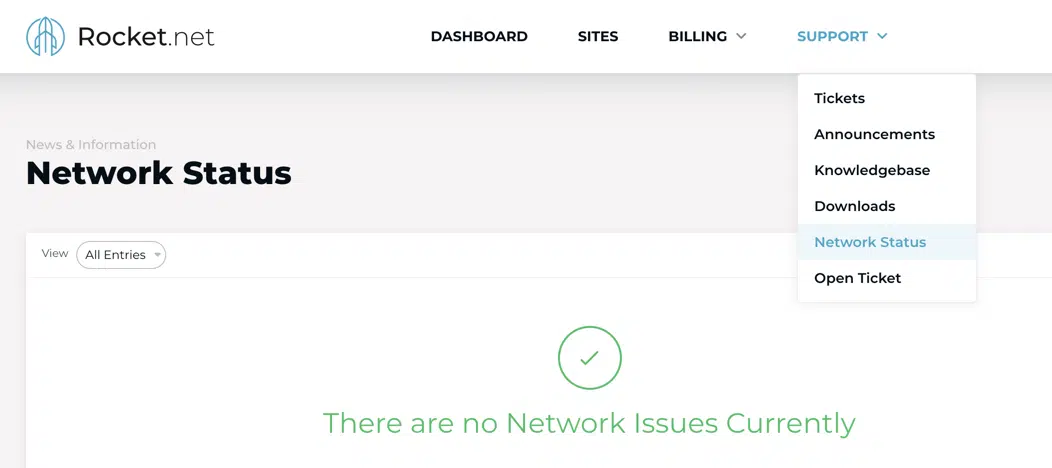 Rocket.net
DASHBOARD
SITES
BILLING
SUPPORT
Tickets
Announcements
Knowledgebase
Downloads
Network Status
Open Ticket
News & Information
Network Status
View
All Entries
There are no Network Issues Currently